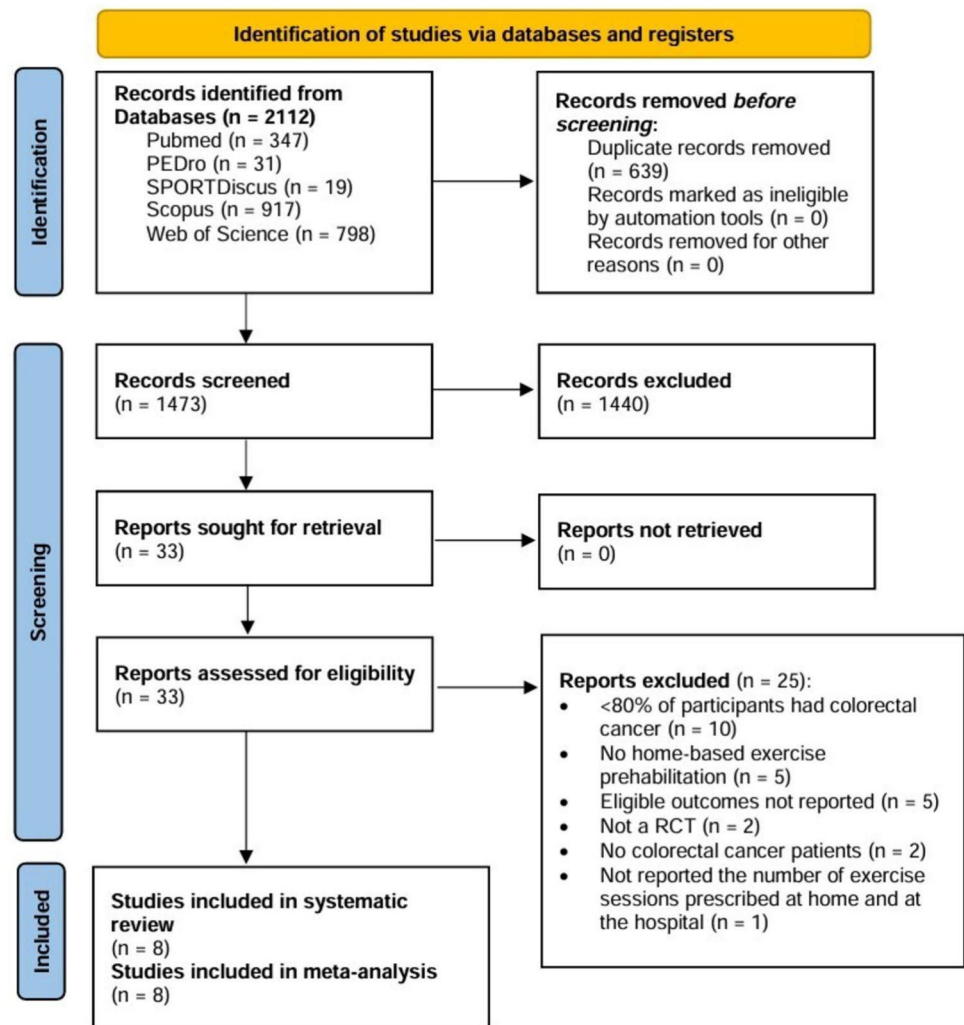 Identification of studies via databases and registers
Identification
Records identified from
Databases (n = 2112)
Pubmed (n = 347)
PEDro (n = 31)
SPORTDiscus (n = 19)
Scopus (n = 917)
Web of Science (n = 798)
Records removed before
screening:
Duplicate records removed
(n = 639)
Records marked as ineligible
by automation tools (n = 0)
Records removed for other
reasons (n = 0)
Screening
Records screened
(n = 1473)
Records excluded
(n = 1440)
Reports sought for retrieval
(n = 33)
Reports not retrieved
(n = 0)
Reports assessed for eligibility
(n = 33)
Reports excluded (n = 25):
• <80% of participants had colorectal
cancer (n = 10)
• No home-based exercise
prehabilitation (n = 5)
• Eligible outcomes not reported (n = 5)
• Not a RCT (n = 2)
• No colorectal cancer patients (n = 2)
• Not reported the number of exercise
sessions prescribed at home and at
the hospital (n = 1)
Included
Studies included in systematic
review
(n = 8)
Studies included in meta-analysis
(n = 8)